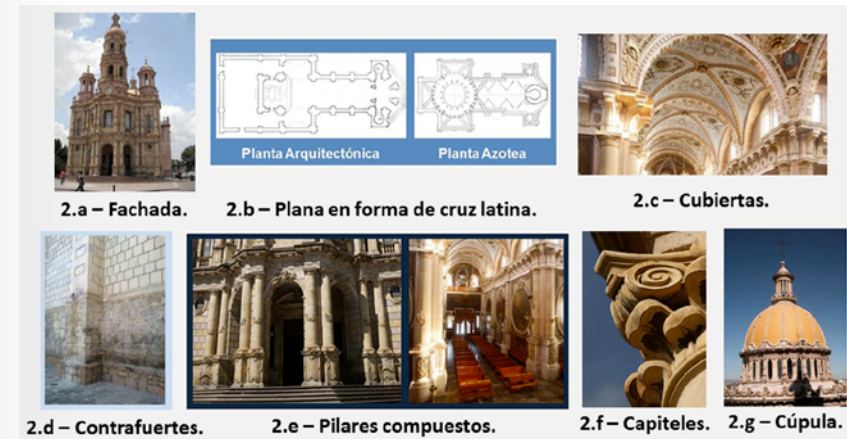 Planta Arquitectónica
Planta Azotea
2.a – Fachada.
2.b – Plana en forma de cruz latina.
2.c – Cubiertas.
2.d – Contrafuertes.
2.e – Pilares compuestos.
2.f – Capiteles.
2.g – Cúpula.